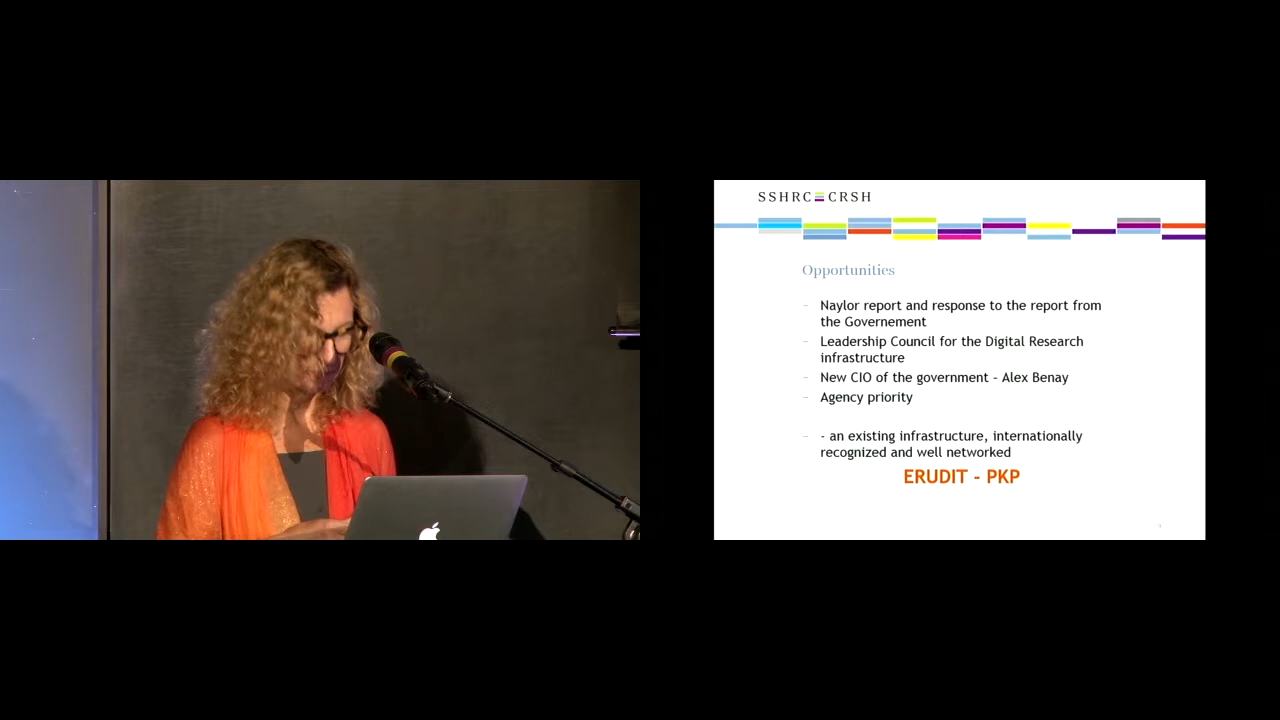 SSHRC CRSH
Opportunities
– Naylor report and response to the report from
the Governement
– Leadership Council for the Digital Research
infrastructure
– New CIO of the government – Alex Benay
– Agency priority
– - an existing infrastructure, internationally
recognized and well networked
ERUDIT - PKP